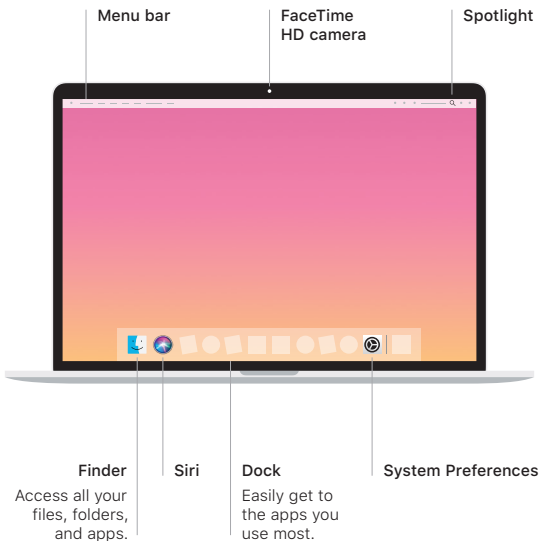 Menu bar
FaceTime
HD camera
Spotlight
Finder
Access all your
files, folders,
and apps.
Siri
Dock
Easily get to
the apps you
use most.
System Preferences